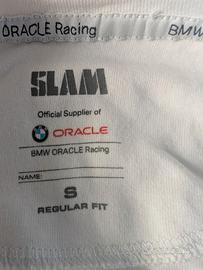 ORACLE Racing BMW
SLAM
Official Supplier of
ORACLE
BMW ORACLE Racing
NAME:
S
REGULAR FIT